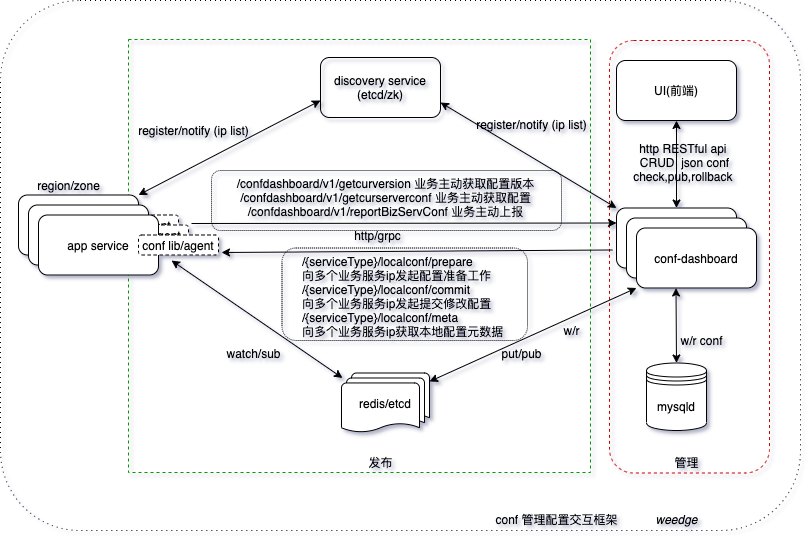 discovery service
(etcd/zk)
UI(前端)
register/notify (ip list)
register/notify (ip list)
http RESTful api
CRUD json conf
check,pub,rollback
region/zone
/confdashboard/v1/getcurversion 业务主动获取配置版本
/confdashboard/v1/getcurserverconf 业务主动获取配置
/confdashboard/v1/reportBizServConf 业务主动上报
http/grpc
app service
conf lib/agent
conf-dashboard
/{serviceType}/localconf/prepare
向多个业务服务ip发起配置准备工作
/{serviceType}/localconf/commit
向多个业务服务ip发起提交修改配置
/{serviceType}/localconf/meta
向多个业务服务ip获取本地配置元数据
w/r
w/r conf
watch/sub
put/pub
redis/etcd
mysqld
发布
管理
conf 管理配置交互框架
weedge